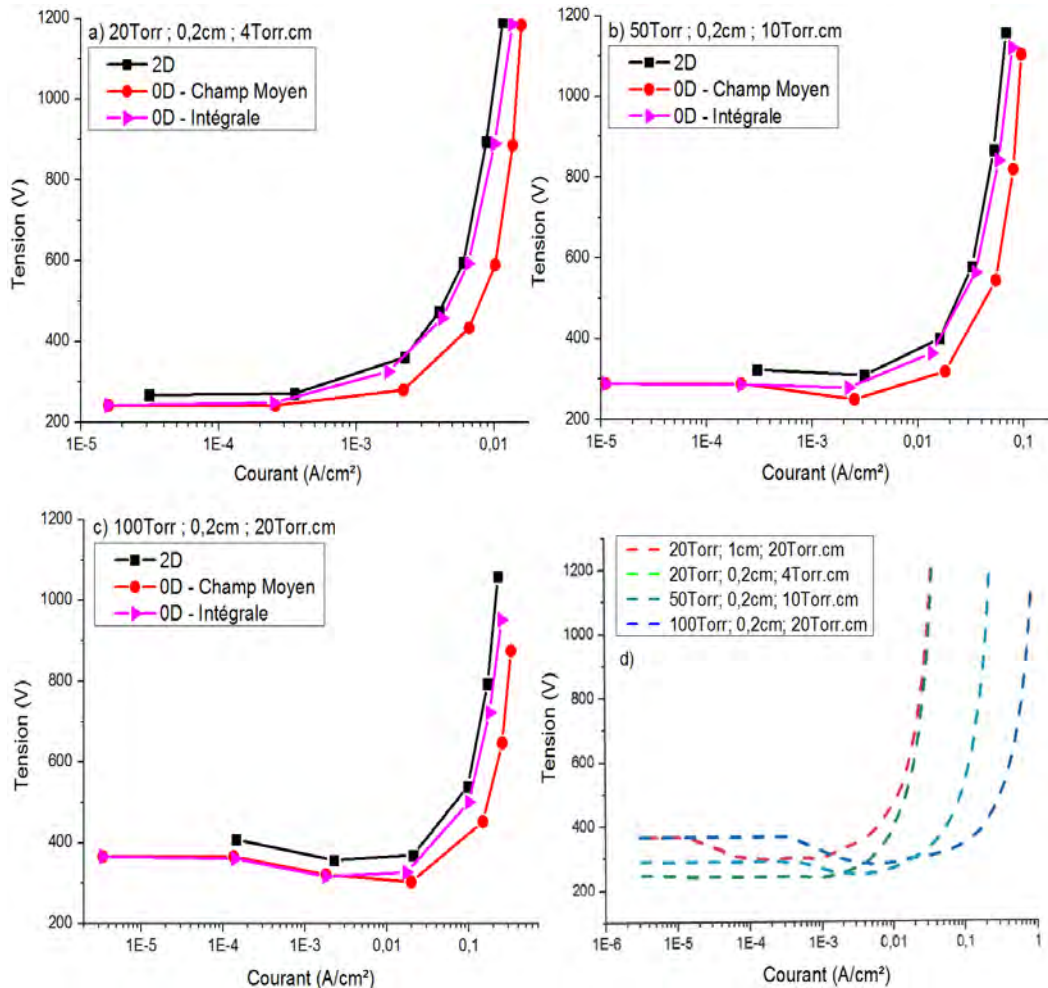 a) 20Torr ; 0,2cm ; 4Torr.cm
2D
0D - Champ Moyen
0D - Intégrale
1200
1000
800
600
400
200
Tension (V)
1E-5
1E-4
1E-3
0,01
Courant (A/cm²)
b) 50Torr ; 0,2cm ; 10Torr.cm
2D
0D - Champ Moyen
0D - Intégrale
1200
1000
800
600
400
200
Tension (V)
1E-5
1E-4
1E-3
0,01
0,1
Courant (A/cm²)
c) 100Torr ; 0,2cm ; 20Torr.cm
2D
0D - Champ Moyen
0D - Intégrale
1200
1000
800
600
400
200
Tension (V)
1E-5
1E-4
1E-3
0,01
0,1
Courant (A/cm²)
20Torr; 1cm; 20Torr.cm
20Torr; 0,2cm; 4Torr.cm
50Torr; 0,2cm; 10Torr.cm
100Torr; 0,2cm; 20Torr.cm
d)
1200
1000
800
600
400
200
Tension (V)
1E-6
1E-5
1E-4
1E-3
0,01
0,1
1
Courant (A/cm²)